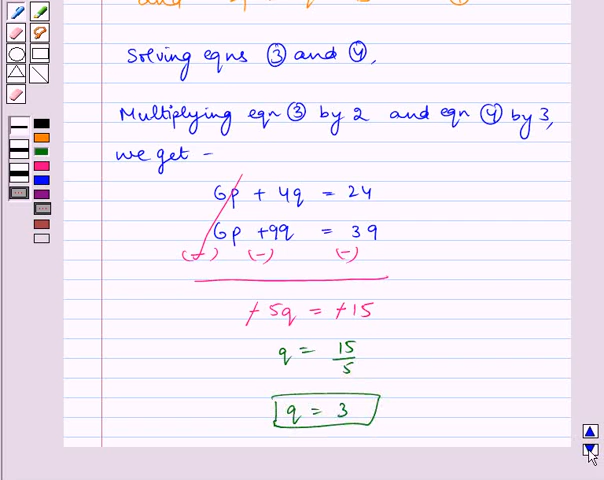 Solving eqns ③ and ④,
Multiplying eqn ③ by 2 and eqn ④ by 3,
we get -
6p + 4q = 24
6p + 9q = 39
(-) (-) (-)
- 5q = - 15
q = 15/5
q = 3